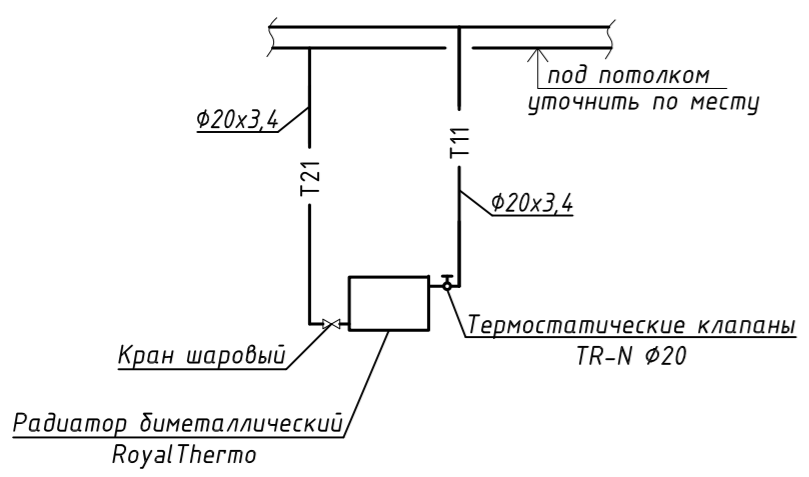 под потолком
уточнить по месту
Ф20х3,4
Т21
Т11
Ф20х3,4
Термостатические клапаны
TR-N Ф20
Кран шаровый
Радиатор биметаллический
RoyalThermo